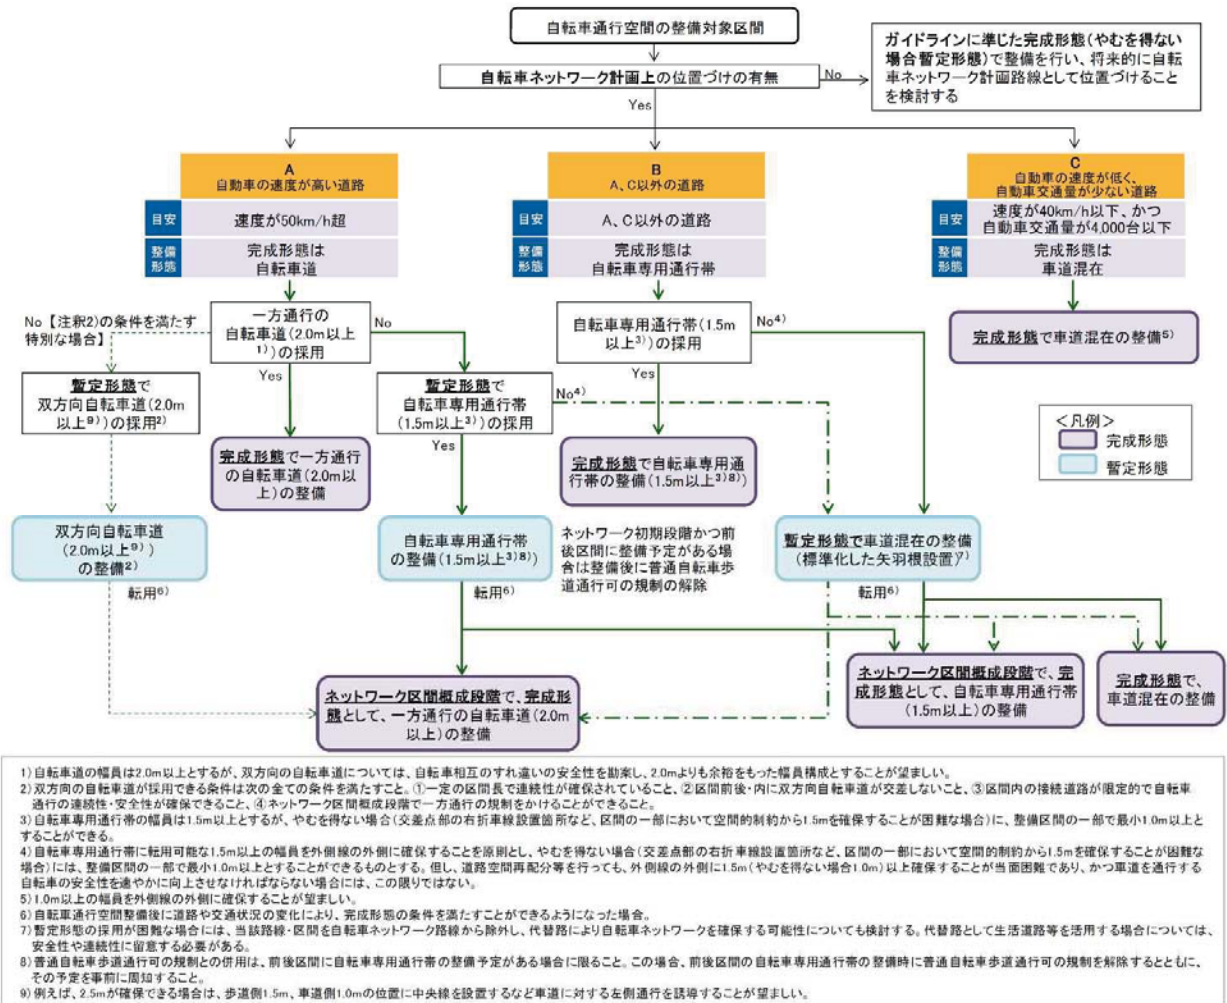 自転車通行空間の整備対象区間
自転車ネットワーク計画上の位置づけの有無
No
ガイドラインに準じた完成形態(やむを得ない
場合暫定形態)で整備を行い、将来的に自転
車ネットワーク計画路線として位置づけること
を検討する
Yes
A
自動車の速度が高い道路
目安
速度が50km/h超
整備
形態
完成形態は
自転車道
B
A、C以外の道路
目安
A、C以外の道路
整備
形態
完成形態は
自転車専用通行帯
C
自動車の速度が低く、
自動車交通量が少ない道路
目安
速度が40km/h以下、かつ
自動車交通量が4,000台以下
整備
形態
完成形態は
車道混在
No【注釈2)の条件を満たす
特別な場合】
一方通行の
自転車道(2.0m以上
1))の採用
No
Yes
自転車専用通行帯(1.5m
以上3))の採用
No4)
Yes
完成形態で車道混在の整備5)
暫定形態で
双方向自転車道(2.0m
以上9))の採用2)
暫定形態で
自転車専用通行帯
(1.5m以上3))の採用
No4)
Yes
完成形態で一方通行
の自転車道(2.0m以
上)の整備
完成形態で自転車専用通
行帯の整備(1.5m以上3)8))
<凡例>
完成形態
暫定形態
双方向自転車道
(2.0m以上9))
の整備2)
転用6)
自転車専用通行帯
の整備(1.5m以上3)8))
転用6)
ネットワーク初期段階かつ前
後区間に整備予定がある場
合は整備後に普通自転車歩
道通行可の規制の解除
暫定形態で車道混在の整備
(標準化した矢羽根設置)7)
転用6)
ネットワーク区間概成段階で、完成形
態として、一方通行の自転車道(2.0m
以上)の整備
ネットワーク区間概成段階で、完
成形態として、自転車専用通行帯
(1.5m以上)の整備
完成形態で、
車道混在の整備
1)自転車道の幅員は2.0m以上とするが、双方向の自転車道については、自転車相互のすれ違いの安全性を勘案し、2.0mよりも余裕をもった幅員構成とすることが望ましい。
2)双方向の自転車道が採用できる条件は次の全ての条件を満たすこと。①一定の区間長で連続性が確保されていること、②区間前後・内に双方向自転車道が交差しないこと、③区間内の接続道路が限定的で自転車
通行の連続性・安全性が確保できること、④ネットワーク区間概成段階で一方通行の規制をかけることができること。
3)自転車専用通行帯の幅員は1.5m以上とするが、やむを得ない場合(交差点部の右折車線設置箇所など、区間の一部において空間的制約から1.5mを確保することが困難な場合)に、整備区間の一部で最小1.0m以上と
することができる。
4)自転車専用通行帯に転用可能な1.5m以上の幅員を外側線の外側に確保することを原則とし、やむを得ない場合(交差点部の右折車線設置箇所など、区間の一部において空間的制約から1.5mを確保することが困難な
場合)には、整備区間の一部で最小1.0m以上とすることができるものとする。但し、道路空間再配分等を行っても、外側線の外側に1.5m(やむを得ない場合1.0m)以上確保することが当面困難であり、かつ車道を通行する
自転車の安全性を速やかに向上させなければならない場合には、この限りではない。
5)1.0m以上の幅員を外側線の外側に確保することが望ましい。
6)自転車通行空間整備後に道路や交通状況の変化により、完成形態の条件を満たすことができるようになった場合。
7)暫定形態の採用が困難な場合には、当該路線・区間を自転車ネットワーク路線から除外し、代替路により自転車ネットワークを確保する可能性についても検討する。代替路として生活道路等を活用する場合については、
安全性や連続性に留意する必要がある。
8)普通自転車歩道通行可の規制との併用は、前後区間に自転車専用通行帯の整備予定がある場合に限ること。この場合、前後区間の自転車専用通行帯の整備時に普通自転車歩道通行可の規制を解除するとともに、
その予定を事前に周知すること。
9)例えば、2.5mが確保できる場合は、歩道側1.5m、車道側1.0mの位置に中央線を設置するなど車道に対する左側通行を誘導することが望ましい。